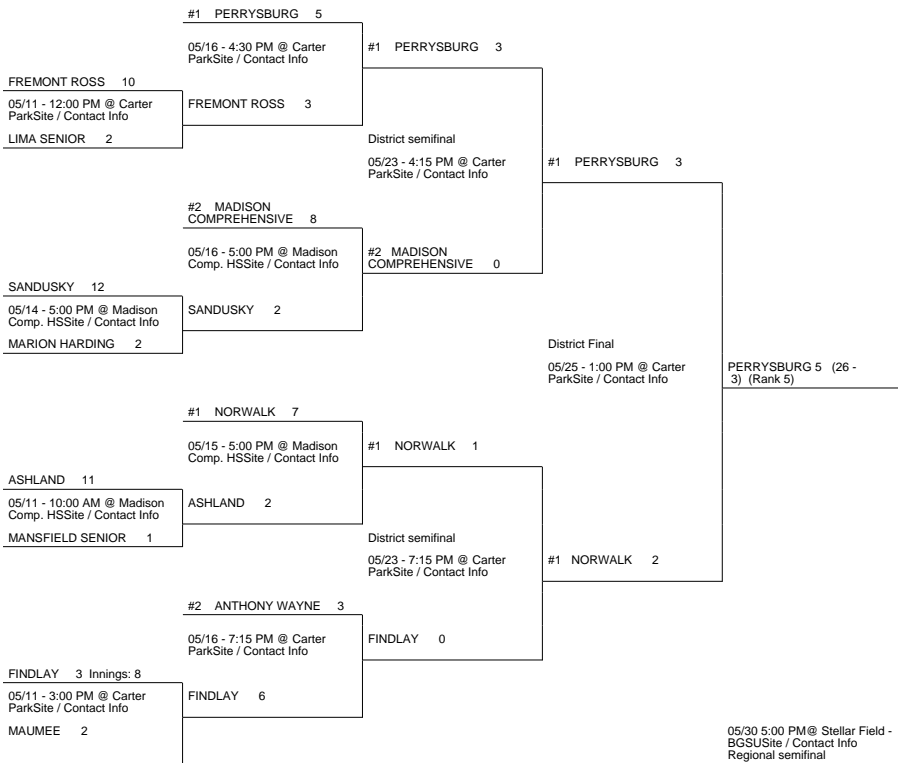 #1 PERRYSBURG 5
05/16 - 4:30 PM @ Carter
ParkSite / Contact Info
#1 PERRYSBURG 3
FREMONT ROSS 10
05/11 - 12:00 PM @ Carter
ParkSite / Contact Info
FREMONT ROSS 3
LIMA SENIOR 2
District semifinal
05/23 - 4:15 PM @ Carter
ParkSite / Contact Info
#1 PERRYSBURG 3
#2 MADISON
COMPREHENSIVE 8
05/16 - 5:00 PM @ Madison
Comp. HSSite / Contact Info
#2 MADISON
COMPREHENSIVE 0
SANDUSKY 12
05/14 - 5:00 PM @ Madison
Comp. HSSite / Contact Info
SANDUSKY 2
MARION HARDING 2
District Final
05/25 - 1:00 PM @ Carter
ParkSite / Contact Info
PERRYSBURG 5 (26 -
3) (Rank 5)
#1 NORWALK 7
05/15 - 5:00 PM @ Madison
Comp. HSSite / Contact Info
#1 NORWALK 1
ASHLAND 11
05/11 - 10:00 AM @ Madison
Comp. HSSite / Contact Info
ASHLAND 2
MANSFIELD SENIOR 1
District semifinal
05/23 - 7:15 PM @ Carter
ParkSite / Contact Info
#1 NORWALK 2
#2 ANTHONY WAYNE 3
05/16 - 7:15 PM @ Carter
ParkSite / Contact Info
FINDLAY 0
FINDLAY 3 Innings: 8
05/11 - 3:00 PM @ Carter
ParkSite / Contact Info
FINDLAY 6
MAUMEE 2
05/30 5:00 PM@ Stellar Field -
BGSUSite / Contact Info
Regional semifinal